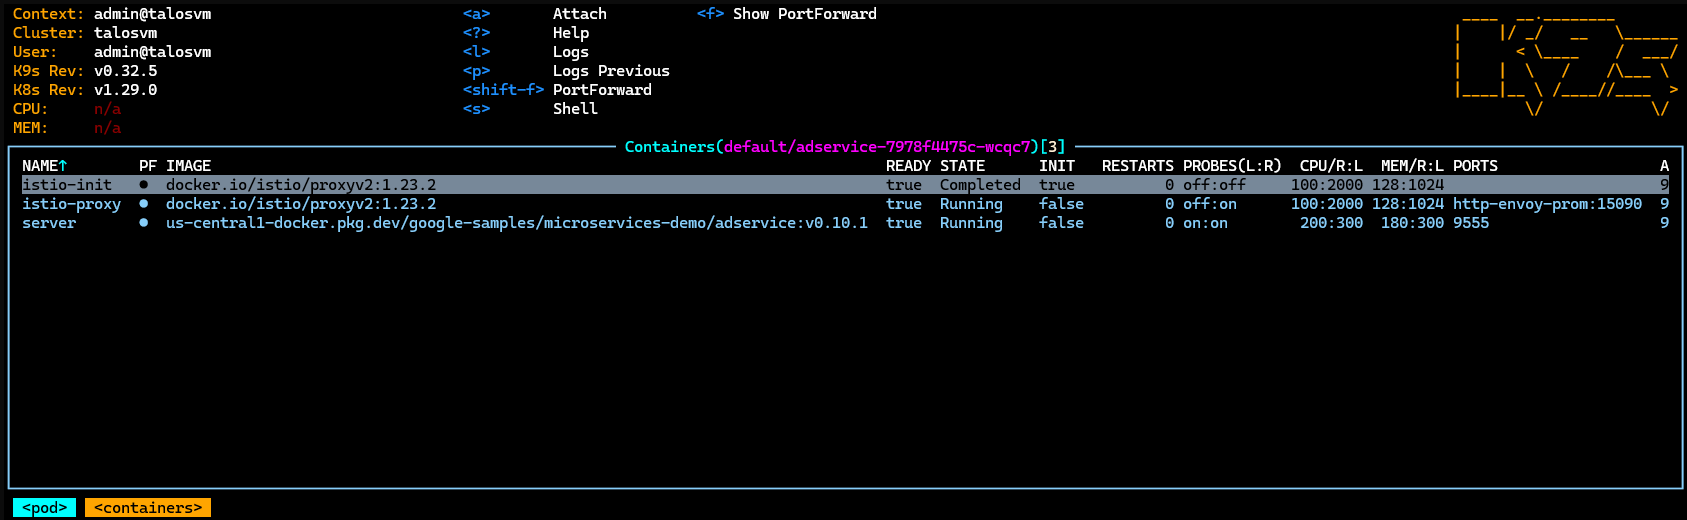 Context: admin@talosvm <a> Attach <f> Show PortForward
Cluster: talosvm <?> Help
User: admin@talosvm <l> Logs
K9s Rev: v0.32.5 <p> Logs Previous
K8s Rev: v1.29.0 <shift-f> PortForward
CPU: n/a <s> Shell
MEM: n/a
Containers(default/adservice-7978f4475c-wcqc7)[3]
NAME↑ PF IMAGE READY STATE INIT RESTARTS PROBES(L:R) CPU/R:L MEM/R:L PORTS A
istio-init ● docker.io/istio/proxyv2:1.23.2 true Completed true 0 off:off 100:2000 128:1024 9
istio-proxy ● docker.io/istio/proxyv2:1.23.2 true Running false 0 off:on 100:2000 128:1024 http-envoy-prom:15090 9
server ● us-central1-docker.pkg.dev/google-samples/microservices-demo/adservice:v0.10.1 true Running false 0 on:on 200:300 180:300 9555 9
<pod> <containers>